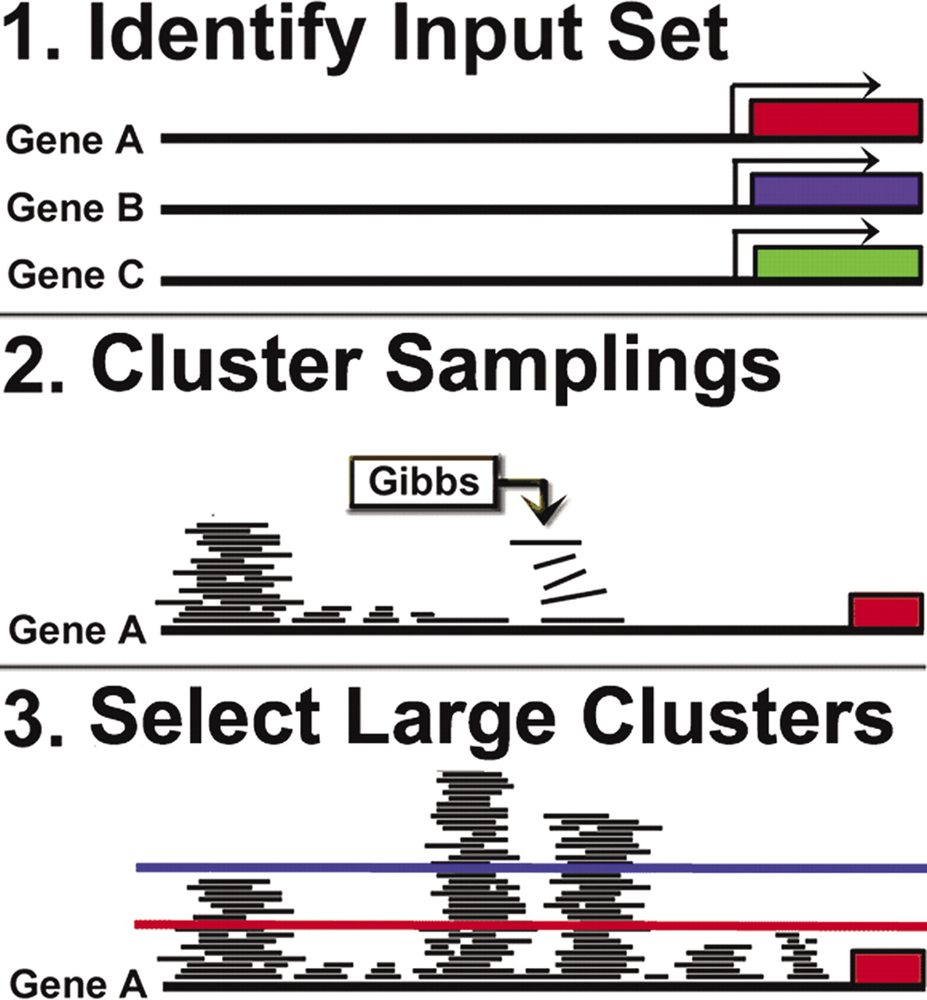 1. Identify Input Set
Gene A
Gene B
Gene C
2. Cluster Samplings
Gibbs
Gene A
3. Select Large Clusters
Gene A